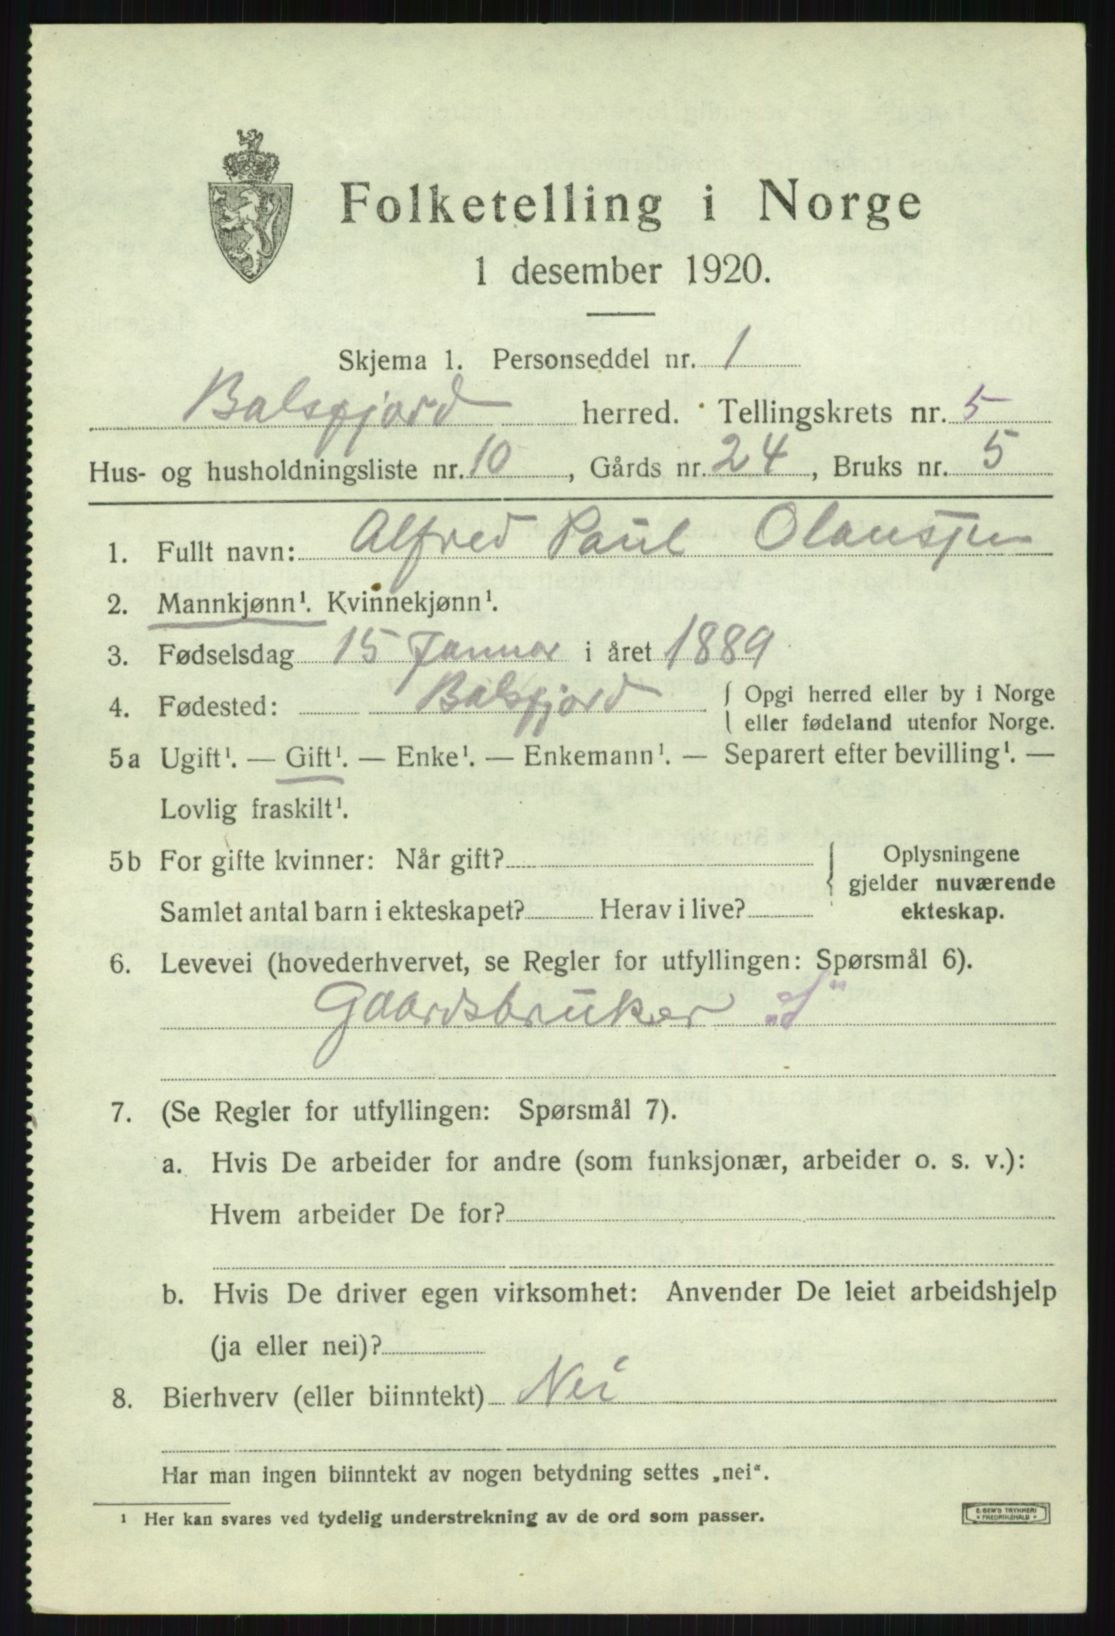 Folketelling i Norge
1 desember 1920.
Skjema 1. Personseddel nr. 1
Balsfjord herred. Tellingskrets nr. 5
Hus- og husholdningsliste nr. 10, Gårds nr. 24, Bruks nr. 5
1. Fullt navn: Alfred Paul Olaussen
2. Mannkjønn¹. Kvinnekjønn¹.
3. Fødselsdag 15 Januar i året 1889
4. Fødested: Balsfjord { Opgi herred eller by i Norge
eller fødeland utenfor Norge.
5a Ugift¹. — Gift¹. — Enke¹. — Enkemann¹. — Separert efter bevilling¹. —
Lovlig fraskilt¹.
5b For gifte kvinner: Når gift? { Oplysningene
gjelder nuværende
Samlet antal barn i ekteskapet? Herav i live? ekteskap.
6. Levevei (hovederhvervet, se Regler for utfyllingen: Spørsmål 6).
Gaardsbruker „S“
7. (Se Regler for utfyllingen: Spørsmål 7).
a. Hvis De arbeider for andre (som funksjonær, arbeider o. s. v.):
Hvem arbeider De for?
b. Hvis De driver egen virksomhet: Anvender De leiet arbeidshjelp
(ja eller nei)?
8. Bierhverv (eller biinntekt) Nei
Har man ingen biinntekt av nogen betydning settes „nei“.
¹ Her kan svares ved tydelig understrekning av de ord som passer.
E. SEM'S TRYKKERI
• FREDRIKSHALD •